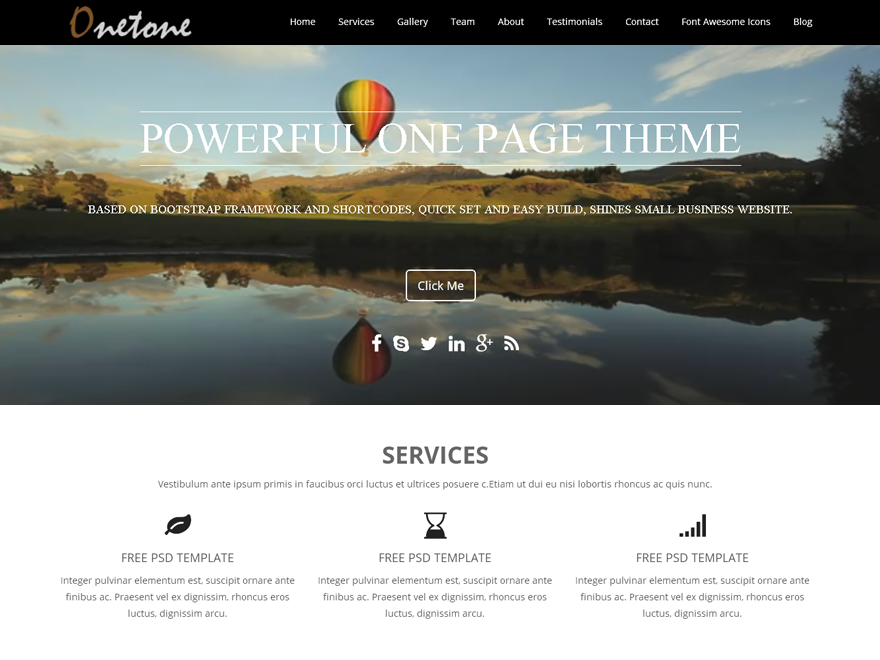 Onetone
Home Services Gallery Team About Testimonials Contact Font Awesome Icons Blog
POWERFUL ONE PAGE THEME
BASED ON BOOTSTRAP FRAMEWORK AND SHORTCODES, QUICK SET AND EASY BUILD, SHINES SMALL BUSINESS WEBSITE.
Click Me
SERVICES
Vestibulum ante ipsum primis in faucibus orci luctus et ultrices posuere c.Etiam ut dui eu nisi lobortis rhoncus ac quis nunc.
FREE PSD TEMPLATE
Integer pulvinar elementum est, suscipit ornare ante
finibus ac. Praesent vel ex dignissim, rhoncus eros
luctus, dignissim arcu.
FREE PSD TEMPLATE
Integer pulvinar elementum est, suscipit ornare ante
finibus ac. Praesent vel ex dignissim, rhoncus eros
luctus, dignissim arcu.
FREE PSD TEMPLATE
Integer pulvinar elementum est, suscipit ornare ante
finibus ac. Praesent vel ex dignissim, rhoncus eros
luctus, dignissim arcu.